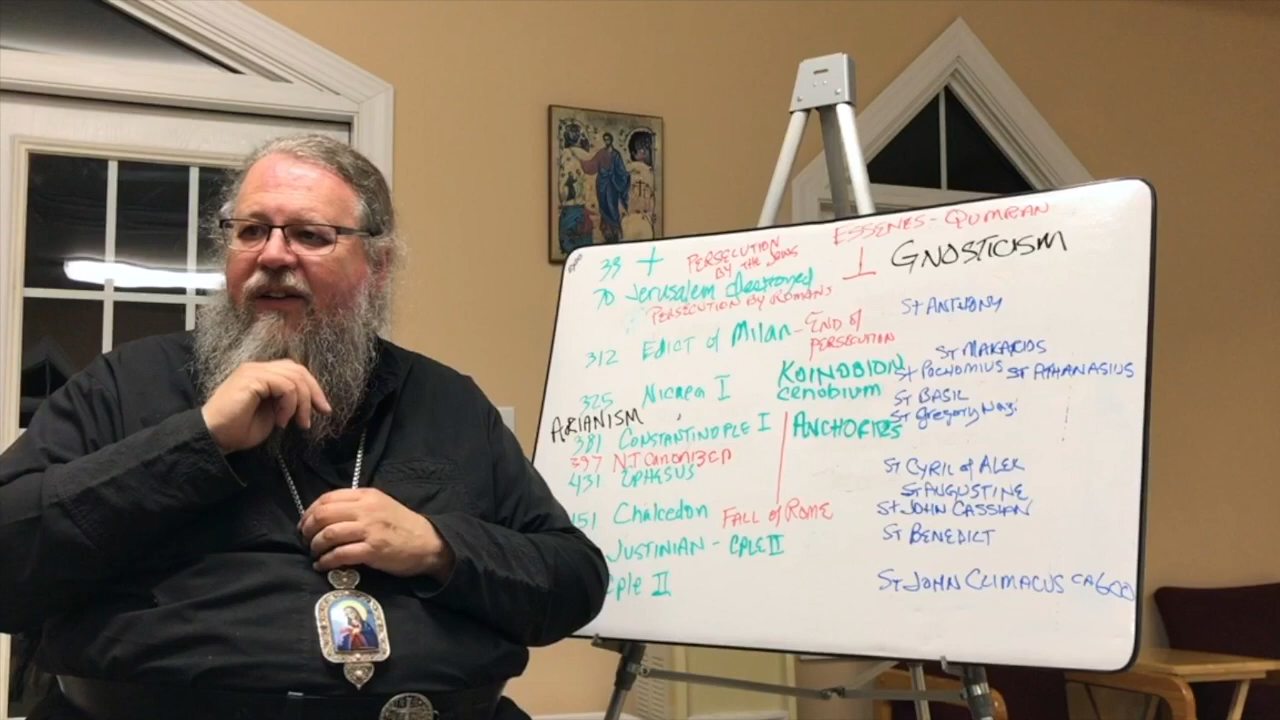 33 + PERSECUTION
BY THE JEWS
ESSENES - QUMRAN
70 Jerusalem destroyed
GNOSTICISM
PERSECUTION BY ROMANS
ST ANTHONY
312 EDICT of Milan - END of
PERSECUTION
ST MAKARIOS
325 Nicaea I
KOINOBION
CENOBIUM
ST POCHOMIUS ST ATHANASIUS
ST BASIL
ST Gregory Naz.
ARIANISM
381 CONSTANTINOPLE I
ANCHORITES
397 N.T Canonized
431 EPHESUS
ST CYRIL of ALEX
ST AUGUSTINE
451 Chalcedon FALL of ROME
ST JOHN CASSIAN
JUSTINIAN - CPLE II
ST BENEDICT
Cple II
ST JOHN CLIMACUS CA 600